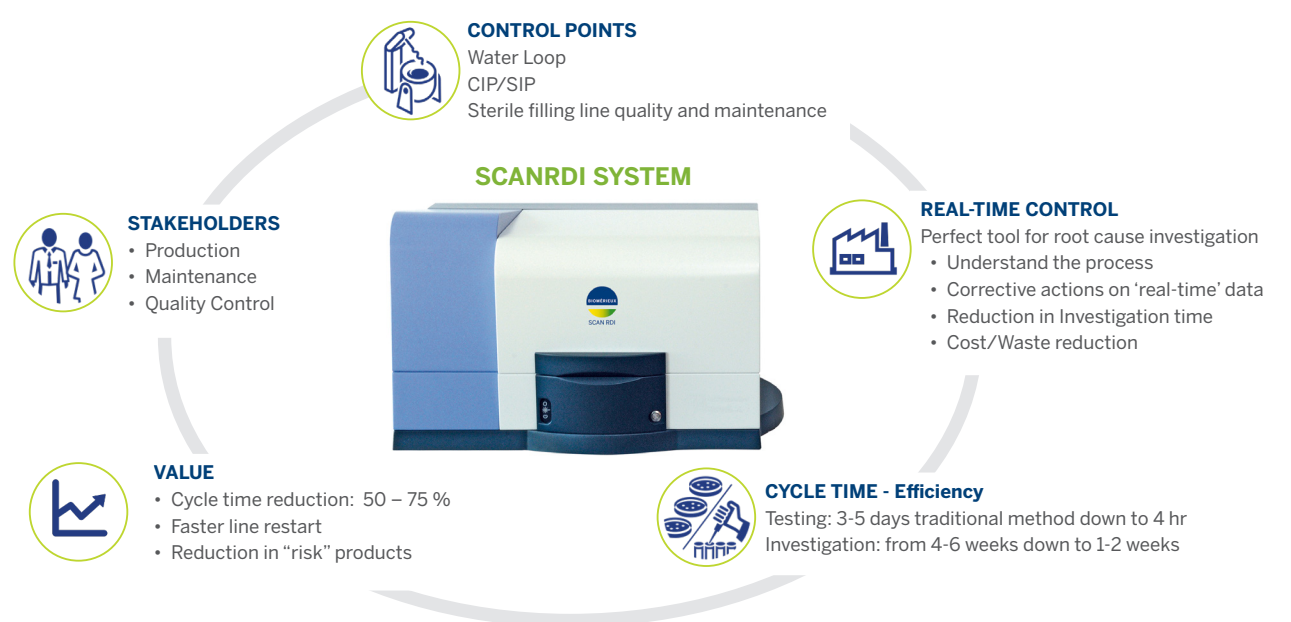 CONTROL POINTS
Water Loop
CIP/SIP
Sterile filling line quality and maintenance
SCANRDI SYSTEM
STAKEHOLDERS
• Production
• Maintenance
• Quality Control
REAL-TIME CONTROL
Perfect tool for root cause investigation
• Understand the process
• Corrective actions on ‘real-time’ data
• Reduction in Investigation time
• Cost/Waste reduction
BIOMÉRIEUX
SCAN RDI
VALUE
• Cycle time reduction: 50 – 75 %
• Faster line restart
• Reduction in “risk” products
CYCLE TIME - Efficiency
Testing: 3-5 days traditional method down to 4 hr
Investigation: from 4-6 weeks down to 1-2 weeks